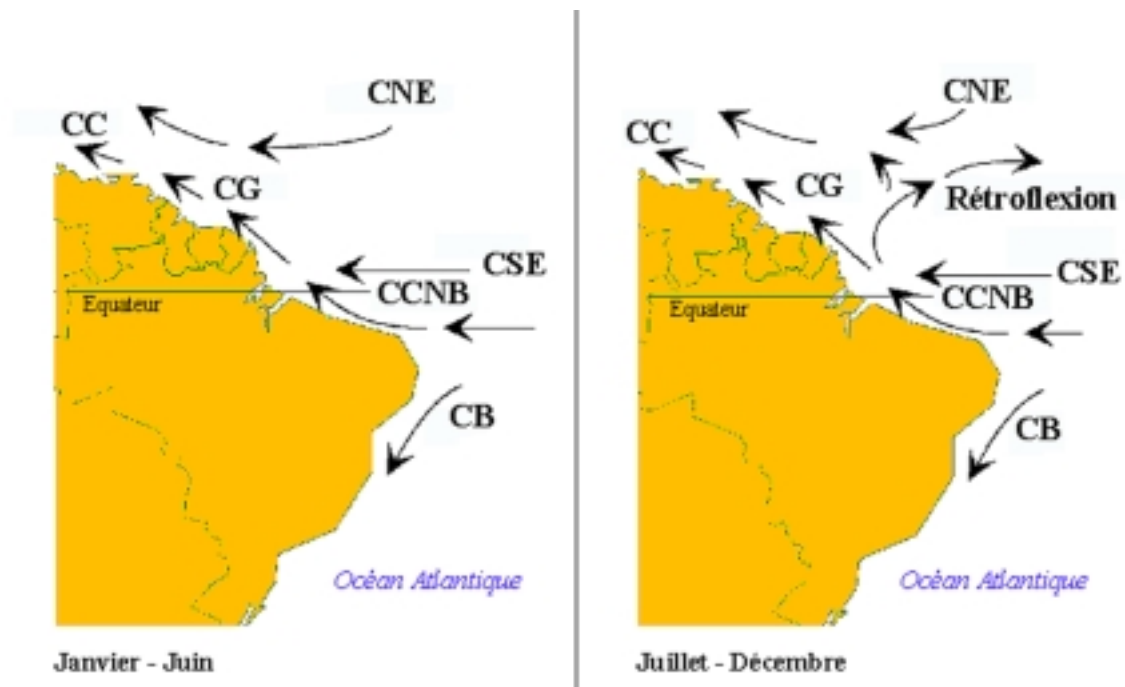 CNE
CC
CG
CSE
CCNB
Equateur
CB
Océan Atlantique
Janvier - Juin
CNE
CC
CG
Rétroflexion
CSE
CCNB
Equateur
CB
Océan Atlantique
Juillet - Décembre